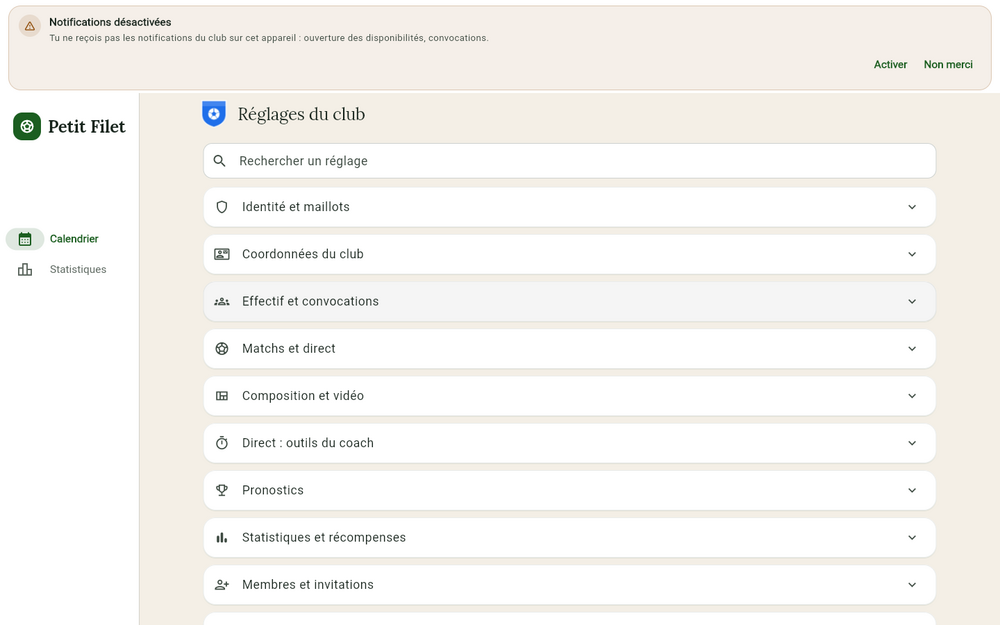 Notifications désactivées
Tu ne reçois pas les notifications du club sur cet appareil : ouverture des disponibilités, convocations.
Activer
Non merci
Petit Filet
Calendrier
Statistiques
Réglages du club
Rechercher un réglage
Identité et maillots
Coordonnées du club
Effectif et convocations
Matchs et direct
Composition et vidéo
Direct : outils du coach
Pronostics
Statistiques et récompenses
Membres et invitations